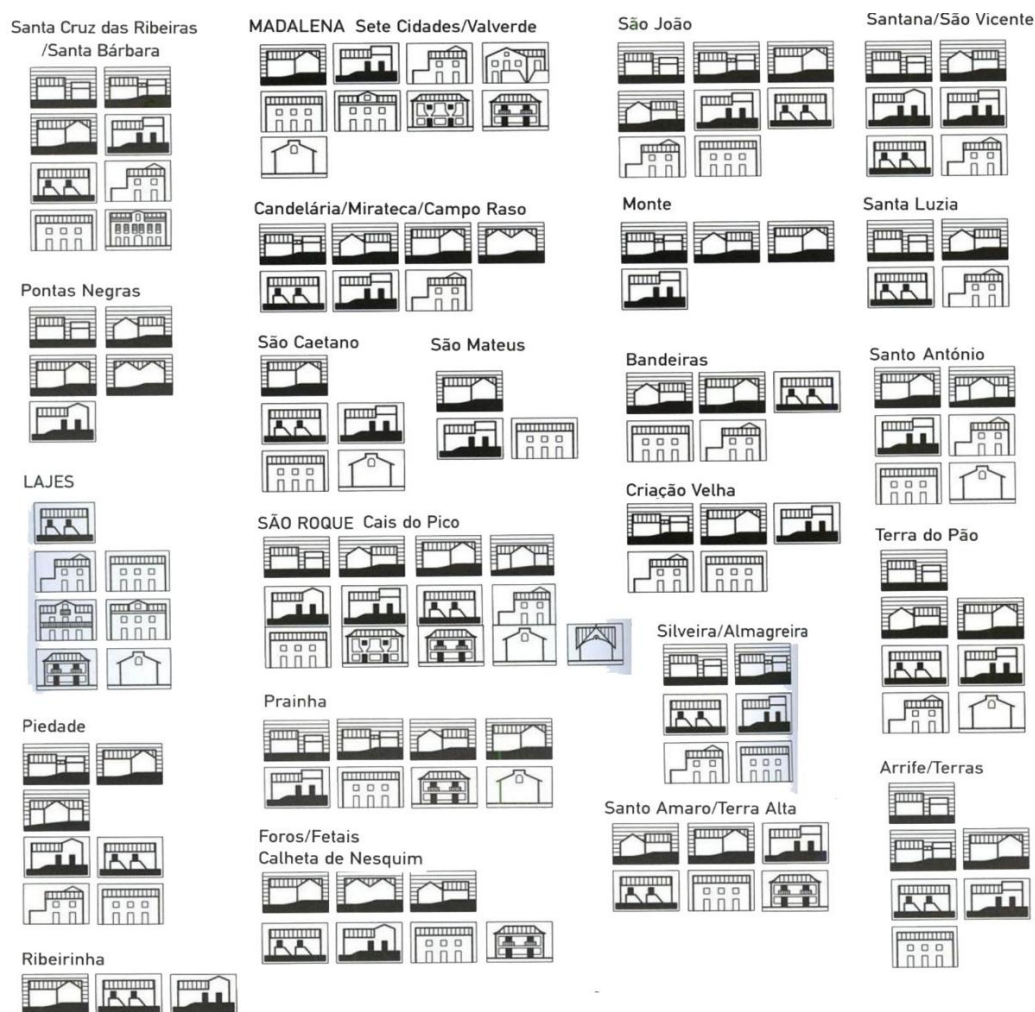 Santa Cruz das Ribeiras
/Santa Bárbara
Pontas Negras
LAJES
Piedade
Ribeirinha
MADALENA Sete Cidades/Valverde
Candelária/Mirateca/Campo Raso
São Caetano
São Mateus
SÃO ROQUE Cais do Pico
Prainha
Foros/Fetais
Calheta de Nesquim
São João
Monte
Bandeiras
Criação Velha
Silveira/Almagreira
Santo Amaro/Terra Alta
Santana/São Vicente
Santa Luzia
Santo António
Terra do Pão
Arrife/Terras